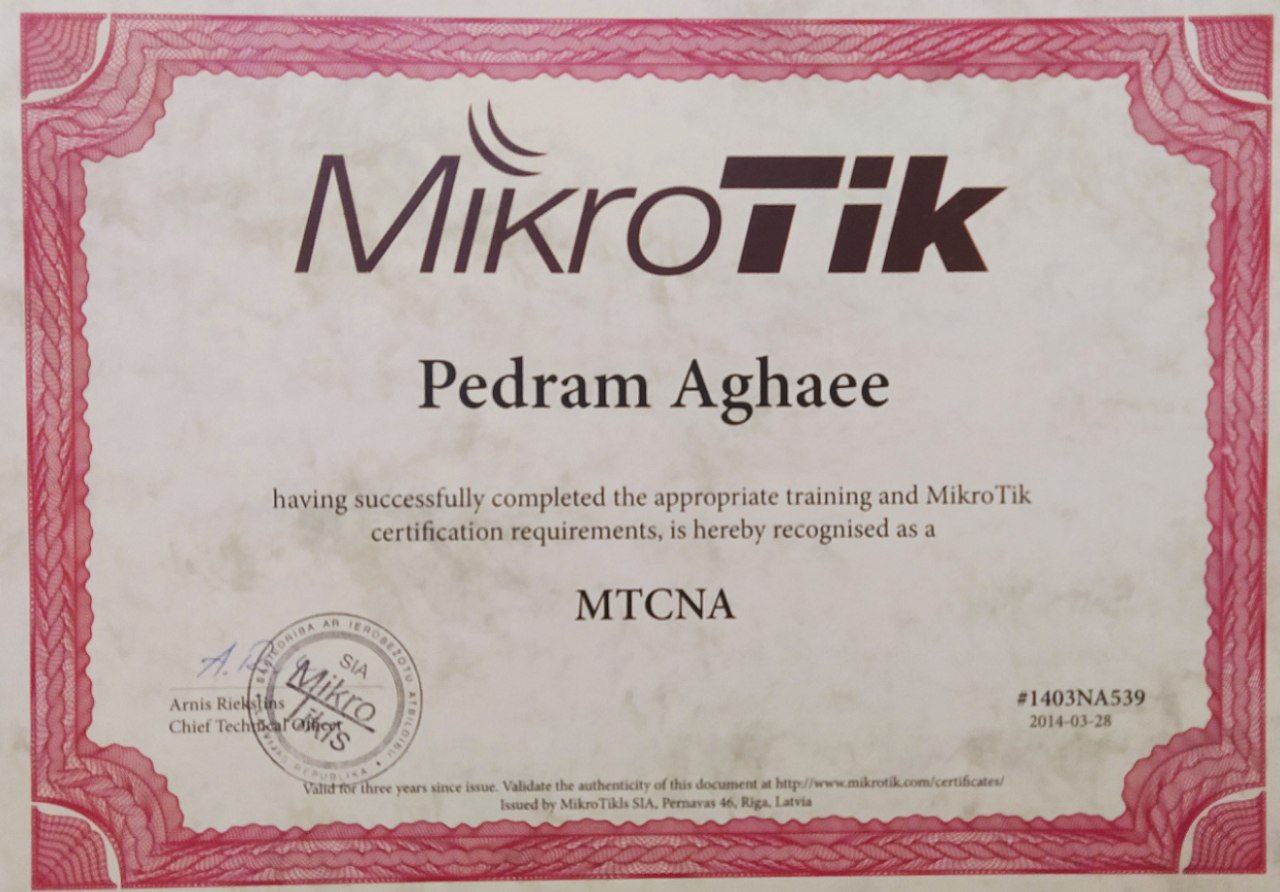 MikroTik
Pedram Aghaee
having successfully completed the appropriate training and MikroTik
certification requirements, is hereby recognised as a
MTCNA
A.
SABIEDRĪBA AR IEROBEŽOTU ATBILDĪBU
LATVIJAS REPUBLIKA
SIA
Mikro
Tīkls
Arnis Riekstins
Chief Technical Officer
#1403NA539
2014-03-28
Valid for three years since issue. Validate the authenticity of this document at http://www.mikrotik.com/certificates/
Issued by MikroTikls SIA, Pernavas 46, Riga, Latvia